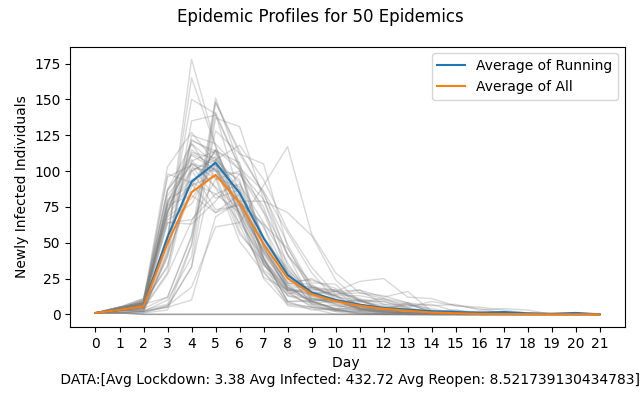 Epidemic Profiles for 50 Epidemics
Newly Infected Individuals
175
150
125
100
75
50
25
0
Average of Running
Average of All
0 1 2 3 4 5 6 7 8 9 10 11 12 13 14 15 16 17 18 19 20 21
Day
DATA:[Avg Lockdown: 3.38 Avg Infected: 432.72 Avg Reopen: 8.521739130434783]